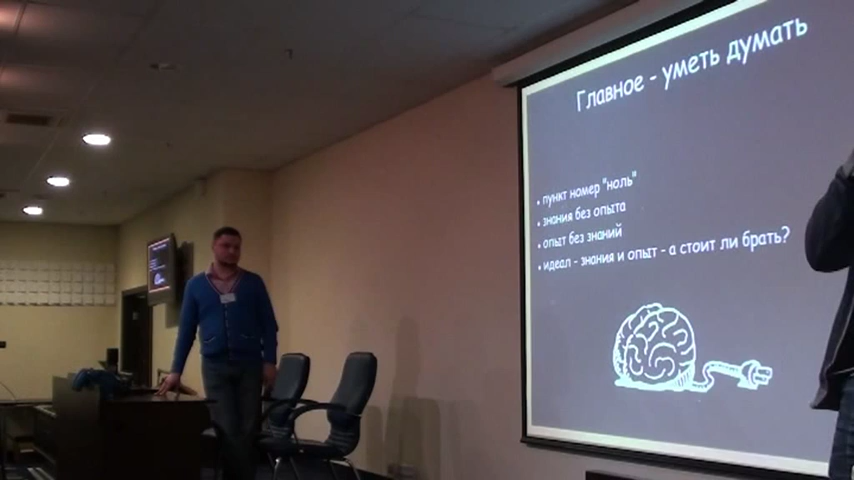 Главное - уметь думать
• пункт номер "ноль"
• знания без опыта
• опыт без знаний
• идеал - знания и опыт - а стоит ли брать?